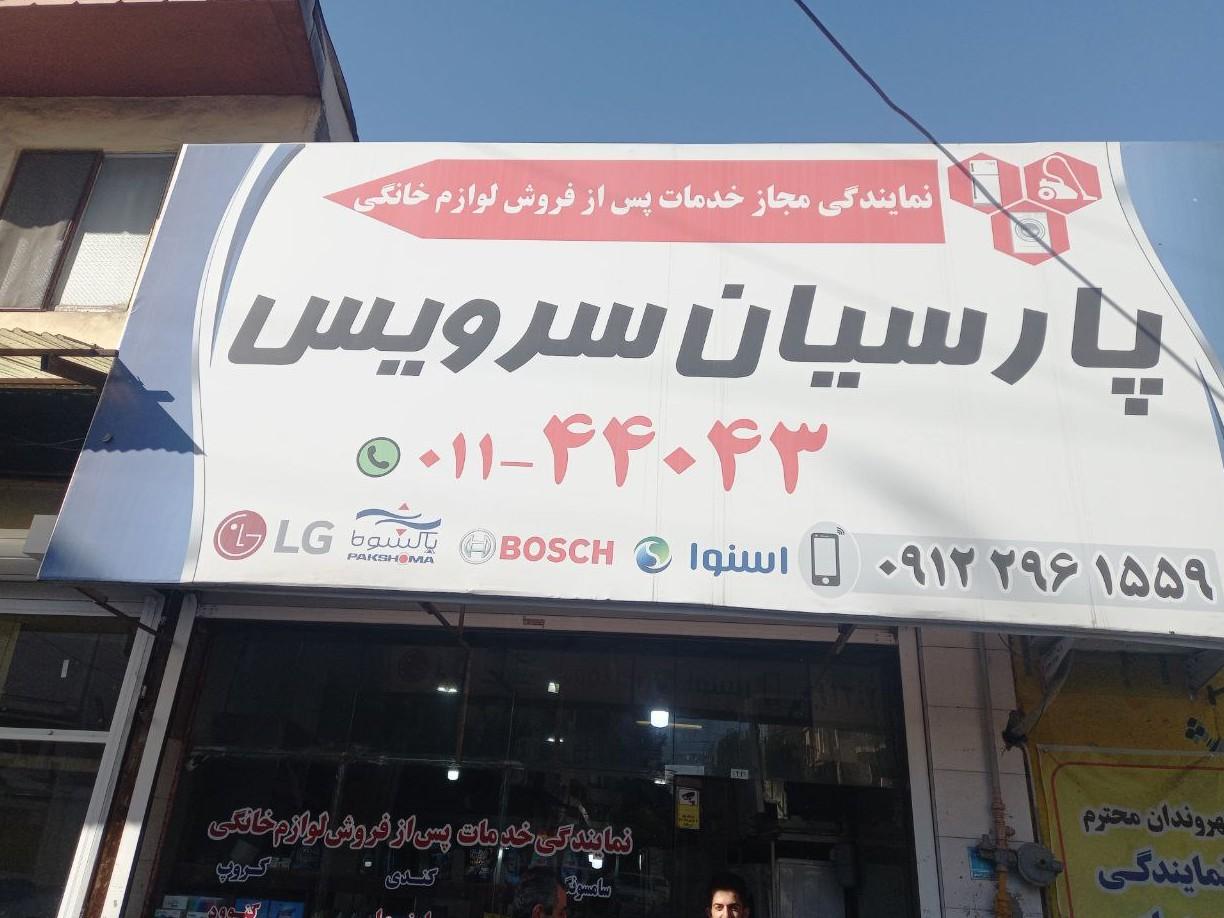 نمایندگی مجاز خدمات پس از فروش لوازم خانگی
پارسیان سرویس
۰۱۱-۴۴۰۴۳
LG
پاکشوما
PAKSHOMA
BOSCH
اسنوا
۰۹۱۲ ۲۹۶ ۱۵۵۹
نمایندگی خدمات پس از فروش لوازم خانگی
سامسونگ
کندی
کروپ
کنوود
شهروندان محترم
نمایندگی